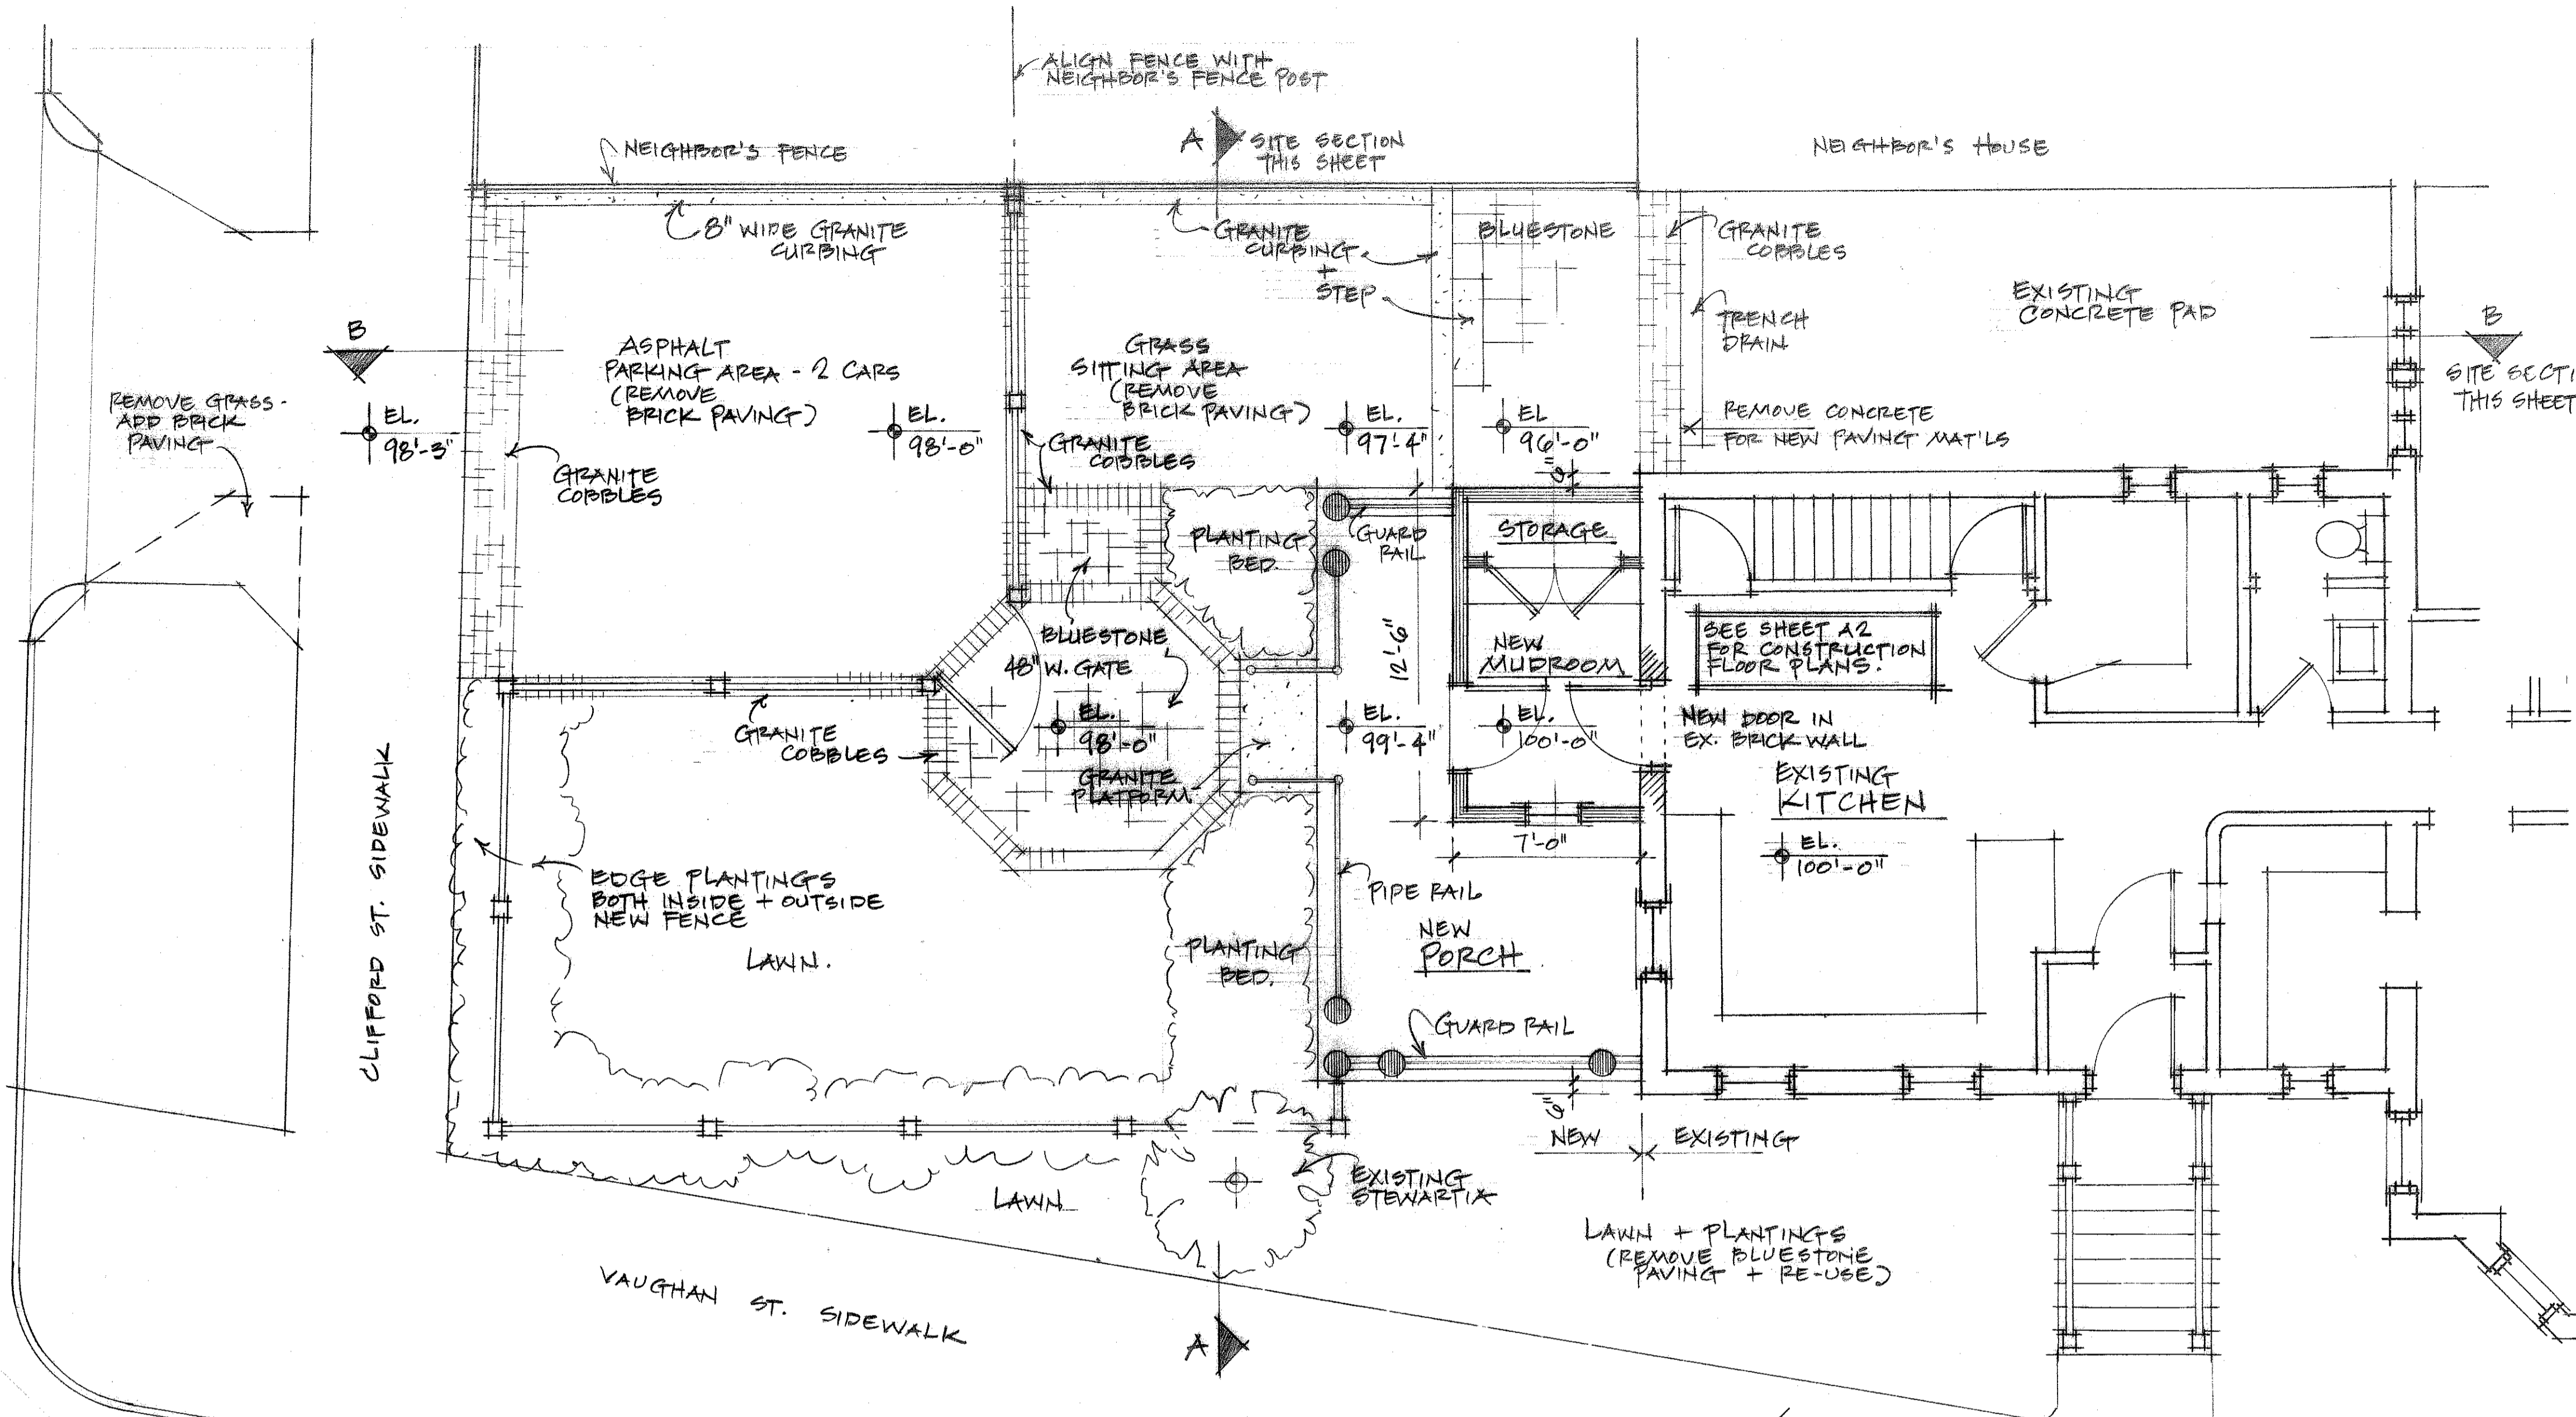 ALIGN FENCE WITH
NEIGHBOR'S FENCE POST
A
SITE SECTION
THIS SHEET
NEIGHBOR'S FENCE
NEIGHBOR'S HOUSE
8" WIDE GRANITE
CURBING
GRANITE
CURBING
+
STEP
BLUESTONE
GRANITE
COBBLES
EXISTING
CONCRETE PAD
TRENCH
DRAIN
B
B
SITE SECTI
THIS SHEET
ASPHALT
PARKING AREA - 2 CARS
(REMOVE
BRICK PAVING)
GRASS
SITTING AREA
(REMOVE
BRICK PAVING)
REMOVE GRASS -
ADD BRICK
PAVING
EL.
98'-3"
EL.
98'-0"
EL.
97'-4"
EL
96'-0"
REMOVE CONCRETE
FOR NEW PAVING MAT'LS
GRANITE
COBBLES
GRANITE
COBBLES
6"
PLANTING
BED.
GUARD
RAIL
STORAGE
12'-6"
BLUESTONE
48" W. GATE
NEW
MUDROOM
SEE SHEET A2
FOR CONSTRUCTION
FLOOR PLANS.
GRANITE
COBBLES
EL.
98'-0"
EL.
99'-4"
EL.
100'-0"
NEW DOOR IN
EX. BRICK WALL
GRANITE
PLATFORM
EXISTING
KITCHEN
EL.
100'-0"
7'-0"
CLIFFORD ST. SIDEWALK
EDGE PLANTINGS
BOTH INSIDE + OUTSIDE
NEW FENCE
LAWN.
PIPE RAIL
PLANTING
BED.
NEW
PORCH
GUARD RAIL
6"
NEW
EXISTING
EXISTING
STEWARTIA
LAWN
LAWN + PLANTINGS
(REMOVE BLUESTONE
PAVING + RE-USE)
VAUGHAN ST. SIDEWALK
A